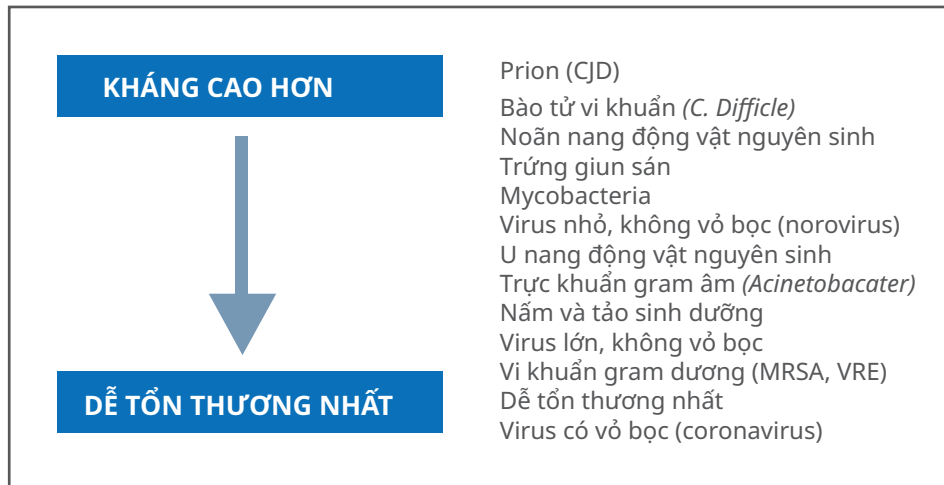 KHÁNG CAO HƠN
DỄ TỔN THƯƠNG NHẤT
Prion (CJD)
Bào tử vi khuẩn (C. Difficle)
Noãn nang động vật nguyên sinh
Trứng giun sán
Mycobacteria
Virus nhỏ, không vỏ bọc (norovirus)
U nang động vật nguyên sinh
Trực khuẩn gram âm (Acinetobacater)
Nấm và tảo sinh dưỡng
Virus lớn, không vỏ bọc
Vi khuẩn gram dương (MRSA, VRE)
Dễ tổn thương nhất
Virus có vỏ bọc (coronavirus)